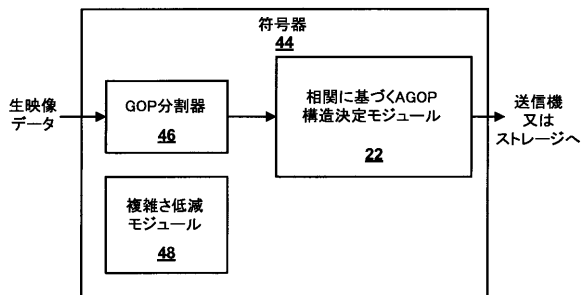 符号器
44
生映像
データ
GOP分割器
46
相関に基づくAGOP
構造決定モジュール
22
送信機
又は
ストレージへ
複雑さ低減
モジュール
48